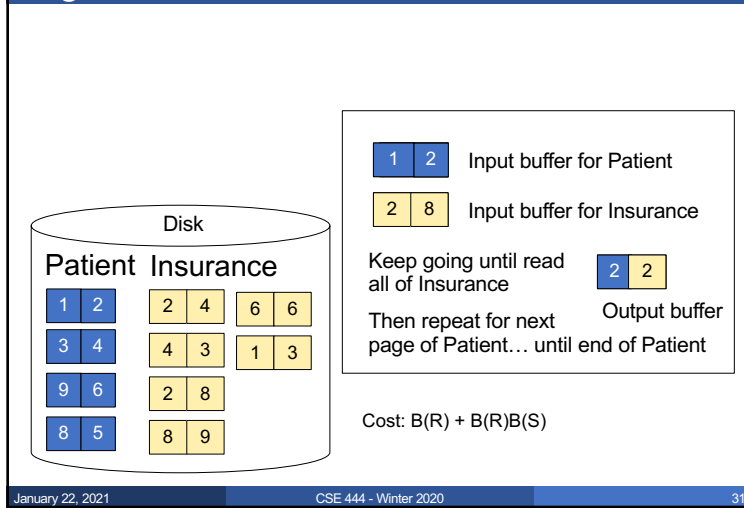 1 2 Input buffer for Patient
2 8 Input buffer for Insurance
Keep going until read
all of Insurance
2 2
Output buffer
Then repeat for next
page of Patient… until end of Patient
Disk
Patient Insurance
1 2 2 4 6 6
3 4 4 3 1 3
9 6 2 8
8 5 8 9
Cost: B(R) + B(R)B(S)
January 22, 2021 CSE 444 - Winter 2020 31